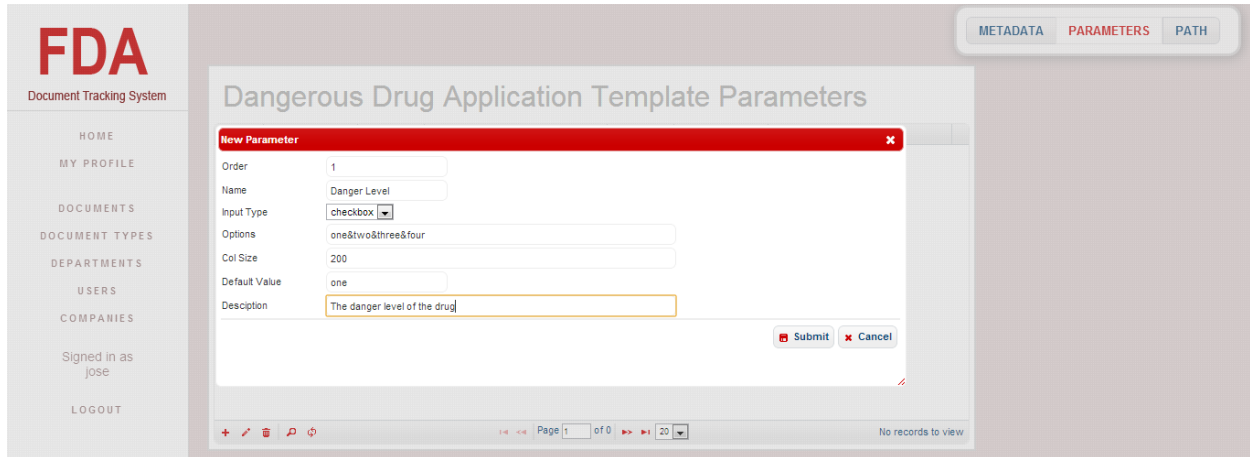 FDA
Document Tracking System
HOME
MY PROFILE
DOCUMENTS
DOCUMENT TYPES
DEPARTMENTS
USERS
COMPANIES
Signed in as
jose
LOGOUT
METADATA PARAMETERS PATH
Dangerous Drug Application Template Parameters
New Parameter
Order 1
Name Danger Level
Input Type checkbox
Options one&two&three&four
Col Size 200
Default Value one
Desciption The danger level of the drug
Submit Cancel
Page 1 of 0 20 No records to view